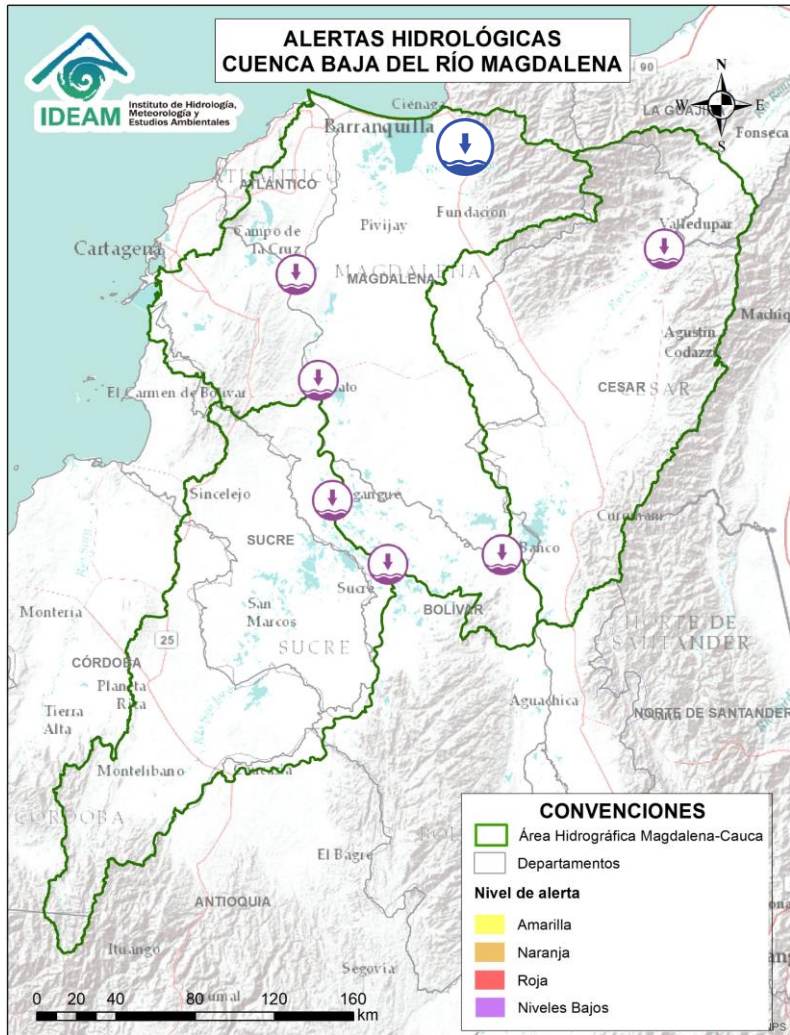 ALERTAS HIDROLÓGICAS
CUENCA BAJA DEL RÍO MAGDALENA
IDEAM
Instituto de Hidrología,
Meteorología y
Estudios Ambientales
N
W E
S
90
Ciénaga
LA GUAJIRA
Barranquilla
Fonseca
ATLÁNTICO
ATLÁNTICO
Fundación
Pivijay
Campo de
la Cruz
Valledupar
Cartagena
MAGDALENA
MAGDALENA
Agustín
Codazzi
El Carmen de Bolívar
CESAR
CESAR
Sincelejo
SUCRE
Banco
Sucre
BOLÍVAR
San
Marcos
SUCRE
Montería
25
CÓRDOBA
Planeta
Rica
Tierra
Alta
NORTE DE
SANTANDER
Aguachica
NORTE DE SANTANDER
Montelibano
CÓRDOBA
El Bagre
ANTIOQUIA
Ituango
Segovia
CONVENCIONES
Área Hidrográfica Magdalena-Cauca
Departamentos
Nivel de alerta
Amarilla
Naranja
Roja
Niveles Bajos
0 10 20 40 80 120 160
km